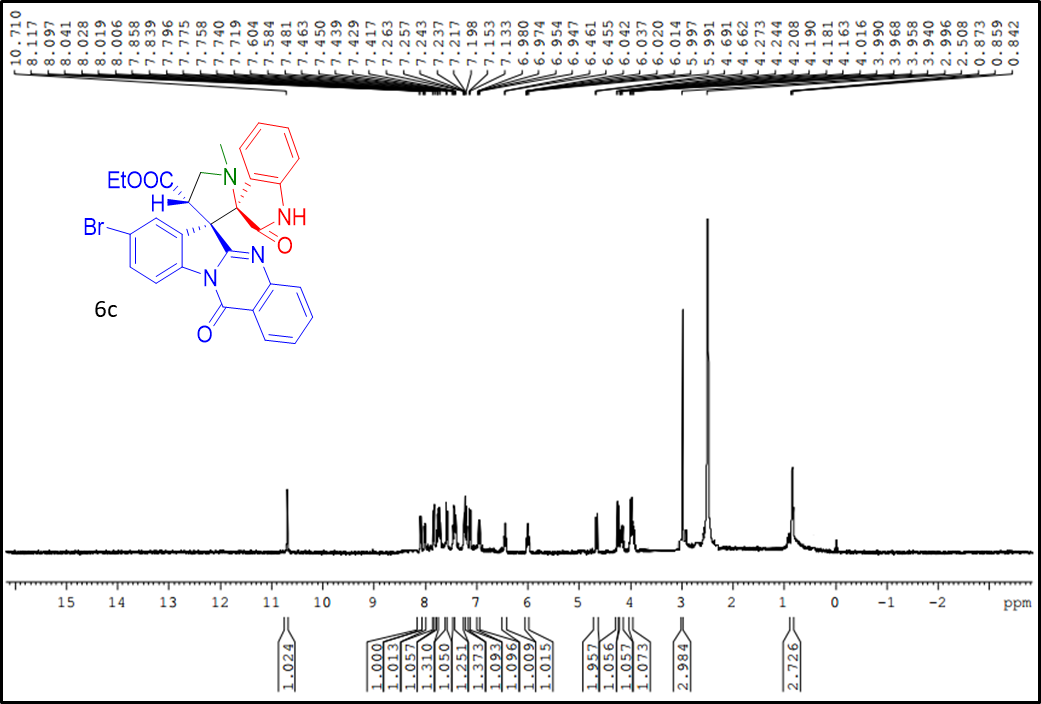 10.710 8.117 8.097 8.041 8.028 8.019 8.006 7.858 7.839 7.796 7.775 7.758 7.740 7.719 7.604 7.584 7.481 7.463 7.450 7.439 7.429 7.417 7.263 7.257 7.243 7.237 7.217 7.198 7.153 7.133 6.980 6.974 6.954 6.947 6.461 6.455 6.042 6.037 6.020 6.014 5.997 5.991 4.691 4.662 4.273 4.244 4.208 4.190 4.181 4.163 4.016 3.990 3.968 3.958 3.940 2.996 2.508 0.873 0.859 0.842
N
EtOOC
H
NH
Br
O
N
N
6c
O
15 14 13 12 11 10 9 8 7 6 5 4 3 2 1 0 -1 -2 ppm
1.024 1.000 1.013 1.057 1.310 1.050 1.251 1.373 1.093 1.096 1.009 1.015 1.957 1.056 1.057 1.073 2.984 2.726